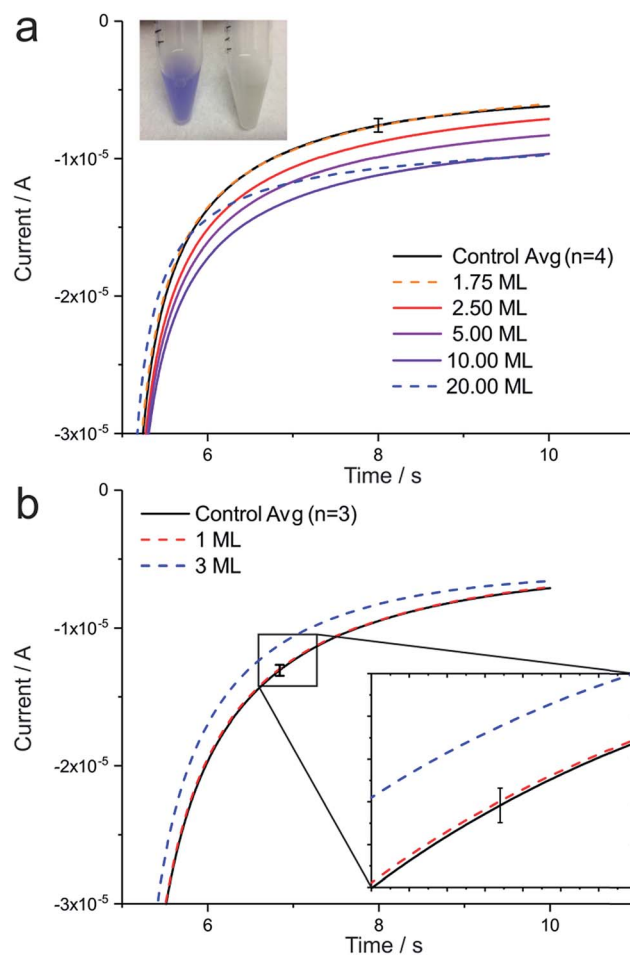 a
0
-1x10⁻⁵
-2x10⁻⁵
-3x10⁻⁵
Current / A
Control Avg (n=4)
1.75 ML
2.50 ML
5.00 ML
10.00 ML
20.00 ML
6
8
10
Time / s
b
0
-1x10⁻⁵
-2x10⁻⁵
-3x10⁻⁵
Current / A
Control Avg (n=3)
1 ML
3 ML
6
8
10
Time / s